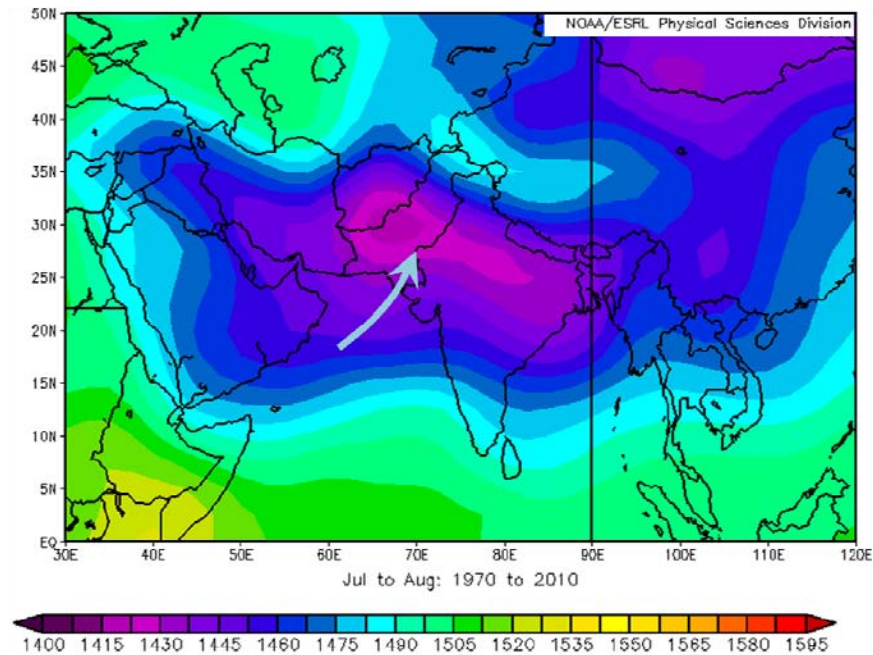 NOAA/ESRL Physical Sciences Division
50N
45N
40N
35N
30N
25N
20N
15N
10N
5N
EQ
30E 40E 50E 60E 70E 80E 90E 100E 110E 120E
Jul to Aug: 1970 to 2010
1400 1415 1430 1445 1460 1475 1490 1505 1520 1535 1550 1565 1580 1595